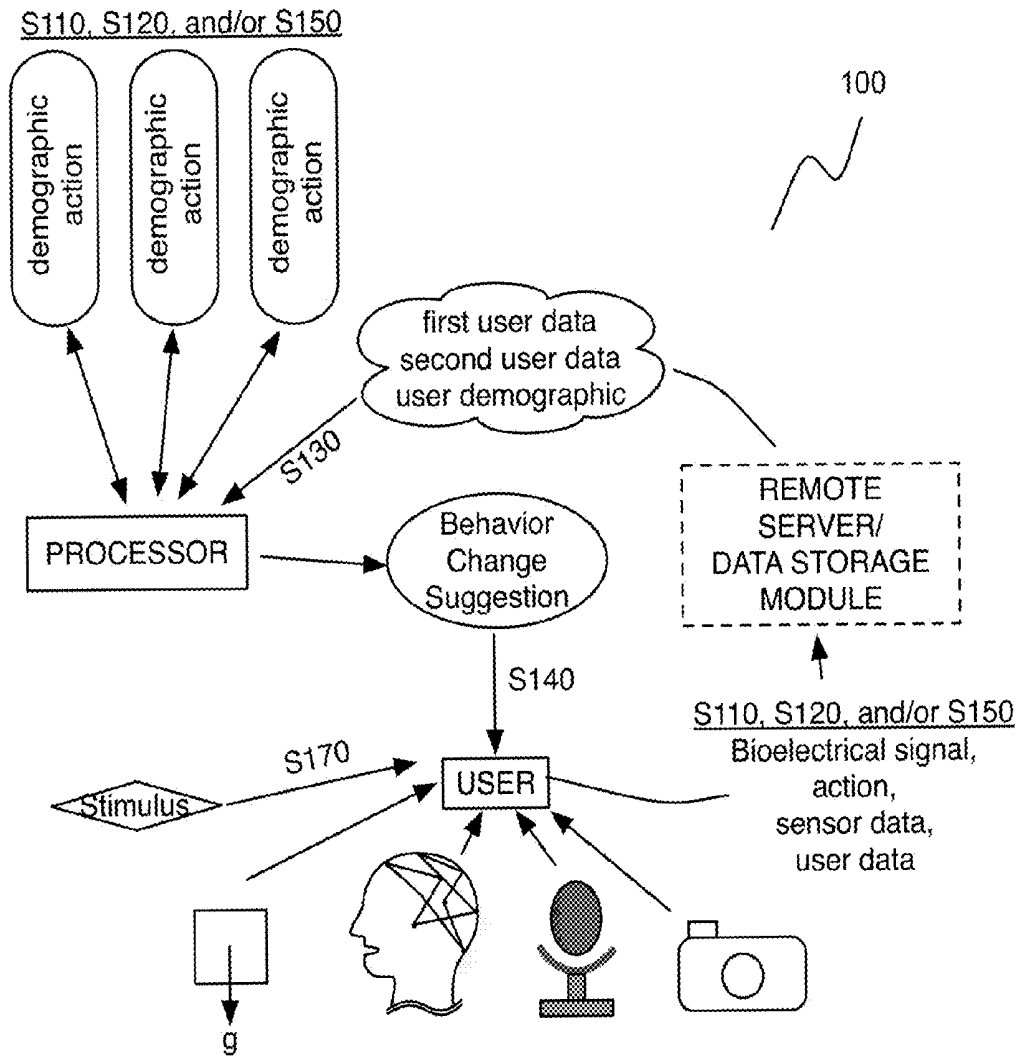 S110, S120, and/or S150
demographic
action
demographic
action
demographic
action
100
first user data
second user data
user demographic
S130
PROCESSOR
Behavior
Change
Suggestion
REMOTE
SERVER/
DATA STORAGE
MODULE
S140
S110, S120, and/or S150
Bioelectrical signal,
action,
sensor data,
user data
S170
Stimulus
USER
g